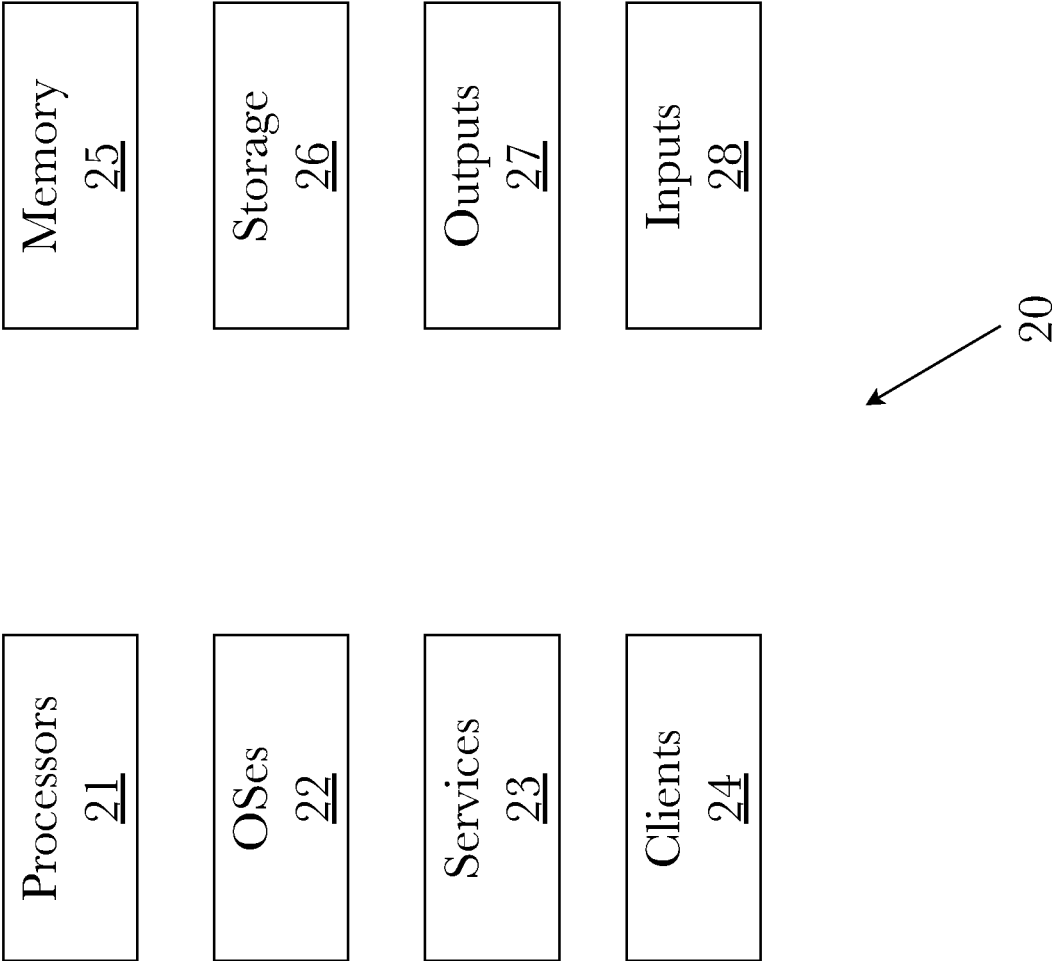 Processors
21
OSes
22
Services
23
Clients
24
Memory
25
Storage
26
Outputs
27
Inputs
28
20